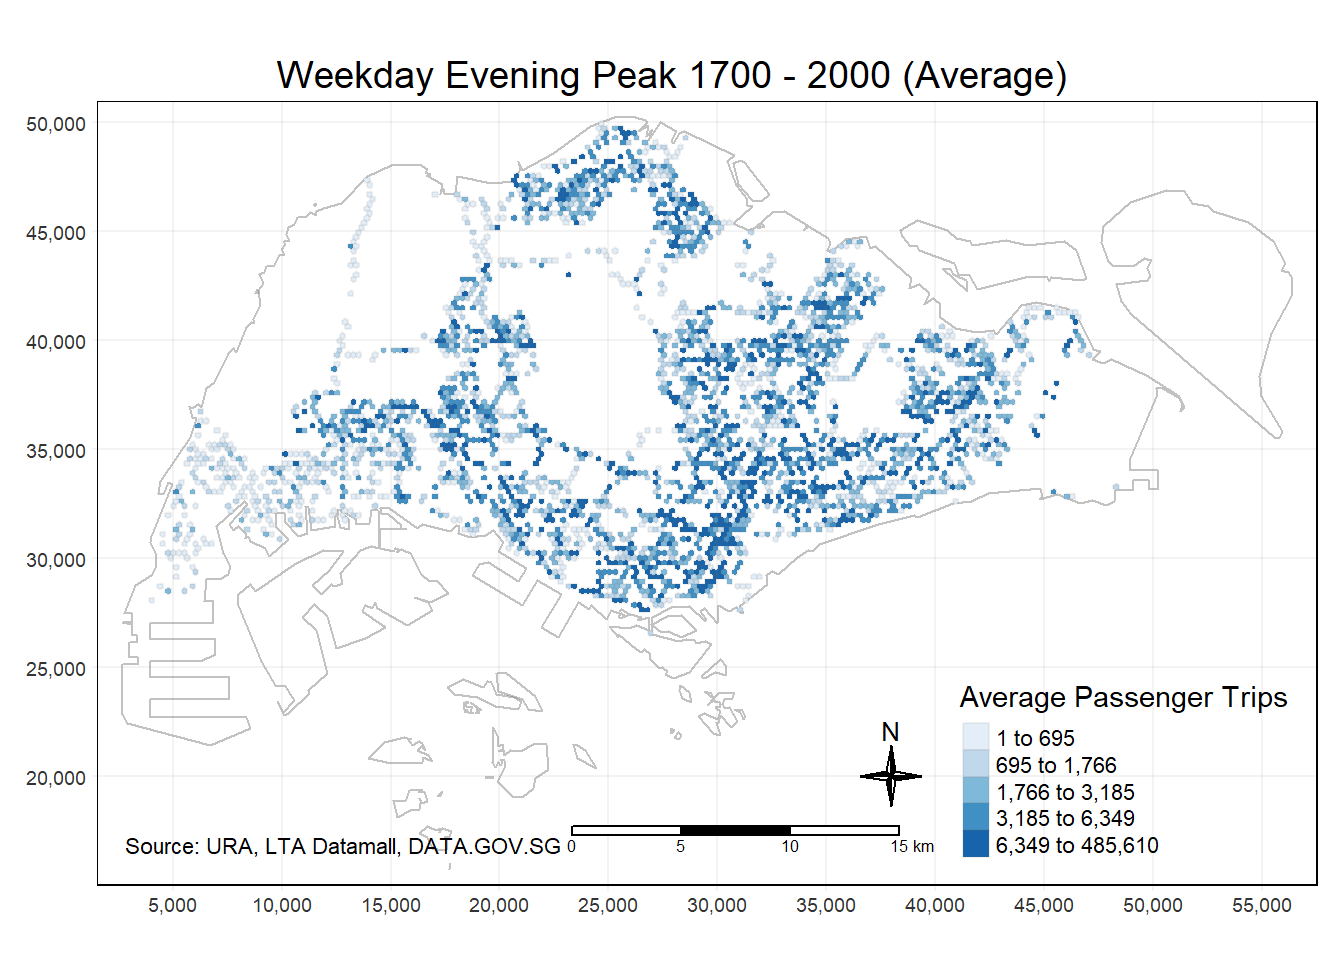 Weekday Evening Peak 1700 - 2000 (Average)
50,000
45,000
40,000
35,000
30,000
25,000
20,000
Average Passenger Trips
1 to 695
695 to 1,766
1,766 to 3,185
3,185 to 6,349
6,349 to 485,610
N
Source: URA, LTA Datamall, DATA.GOV.SG
0 5 10 15 km
5,000 10,000 15,000 20,000 25,000 30,000 35,000 40,000 45,000 50,000 55,000